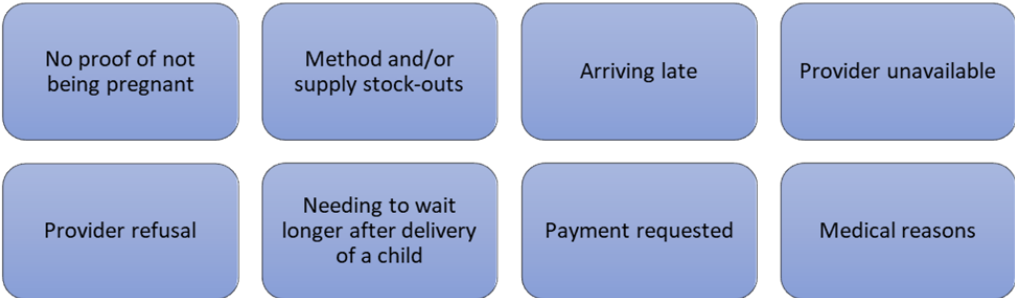 No proof of not
being pregnant
Method and/or
supply stock-outs
Arriving late
Provider unavailable
Provider refusal
Needing to wait
longer after delivery
of a child
Payment requested
Medical reasons